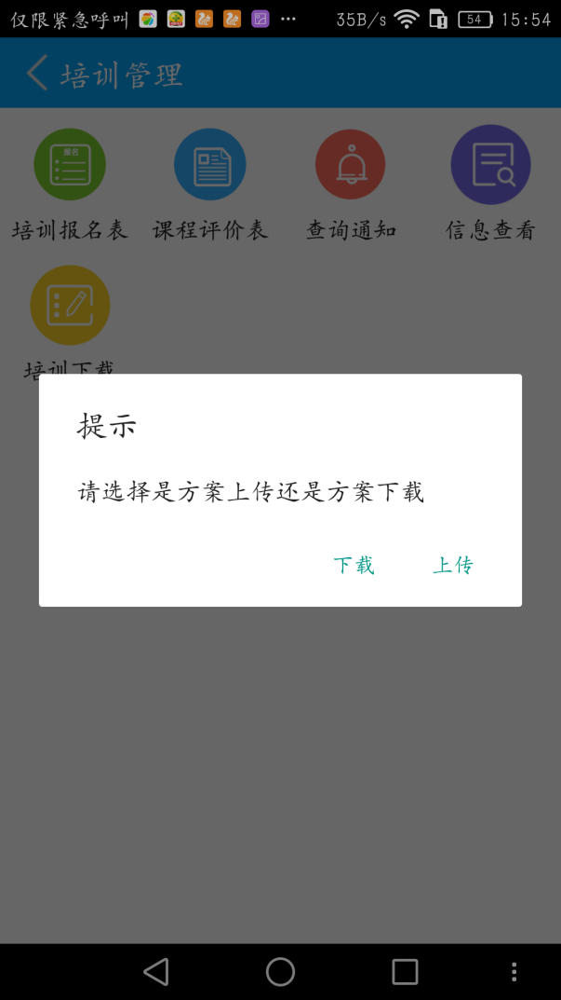 仅限紧急呼叫 ... 35B/s 54 15:54
培训管理
报名
培训报名表 课程评价表 查询通知 信息查看
培训下载
提示
请选择是方案上传还是方案下载
下载 上传